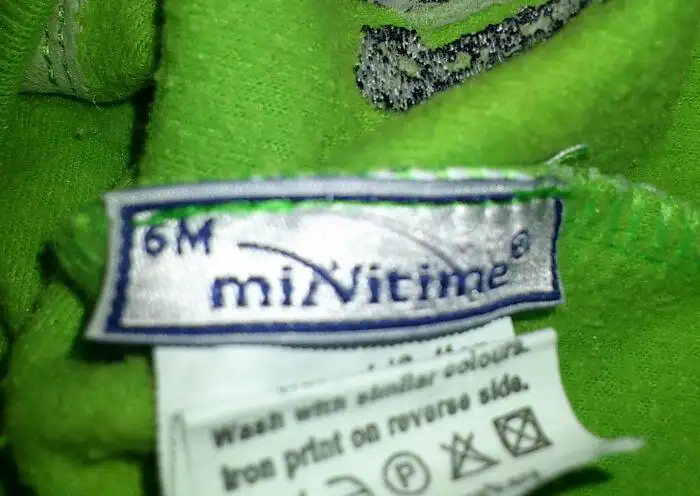 6M
miNitime®
Wash with similar colours.
Iron print on reverse side.
P